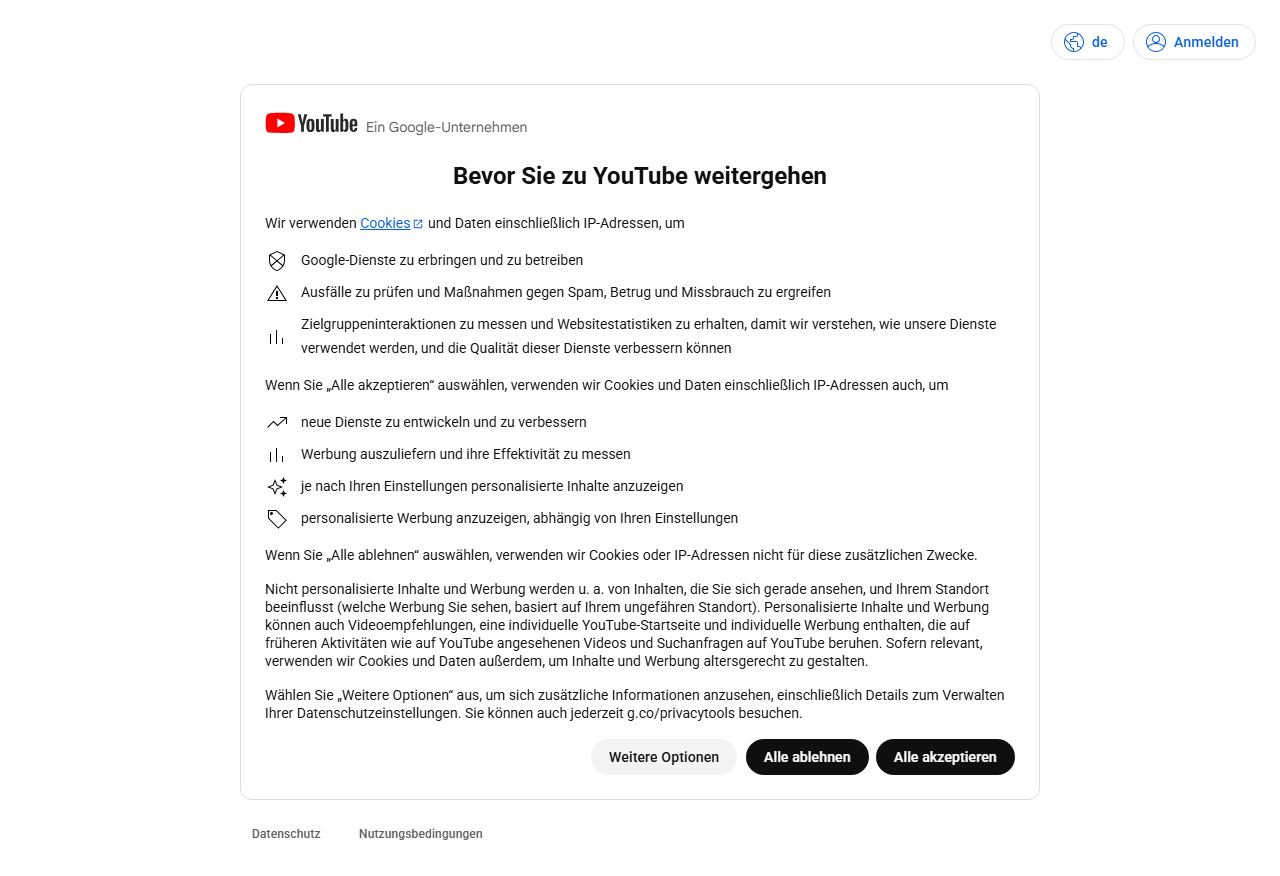 de
Anmelden
YouTube Ein Google-Unternehmen
Bevor Sie zu YouTube weitergehen
Wir verwenden Cookies und Daten einschließlich IP-Adressen, um
Google-Dienste zu erbringen und zu betreiben
Ausfälle zu prüfen und Maßnahmen gegen Spam, Betrug und Missbrauch zu ergreifen
Zielgruppeninteraktionen zu messen und Websitestatistiken zu erhalten, damit wir verstehen, wie unsere Dienste
verwendet werden, und die Qualität dieser Dienste verbessern können
Wenn Sie „Alle akzeptieren“ auswählen, verwenden wir Cookies und Daten einschließlich IP-Adressen auch, um
neue Dienste zu entwickeln und zu verbessern
Werbung auszuliefern und ihre Effektivität zu messen
je nach Ihren Einstellungen personalisierte Inhalte anzuzeigen
personalisierte Werbung anzuzeigen, abhängig von Ihren Einstellungen
Wenn Sie „Alle ablehnen“ auswählen, verwenden wir Cookies oder IP-Adressen nicht für diese zusätzlichen Zwecke.
Nicht personalisierte Inhalte und Werbung werden u. a. von Inhalten, die Sie sich gerade ansehen, und Ihrem Standort
beeinflusst (welche Werbung Sie sehen, basiert auf Ihrem ungefähren Standort). Personalisierte Inhalte und Werbung
können auch Videoempfehlungen, eine individuelle YouTube-Startseite und individuelle Werbung enthalten, die auf
früheren Aktivitäten wie auf YouTube angesehenen Videos und Suchanfragen auf YouTube beruhen. Sofern relevant,
verwenden wir Cookies und Daten außerdem, um Inhalte und Werbung altersgerecht zu gestalten.
Wählen Sie „Weitere Optionen“ aus, um sich zusätzliche Informationen anzusehen, einschließlich Details zum Verwalten
Ihrer Datenschutzeinstellungen. Sie können auch jederzeit g.co/privacytools besuchen.
Weitere Optionen
Alle ablehnen
Alle akzeptieren
Datenschutz
Nutzungsbedingungen